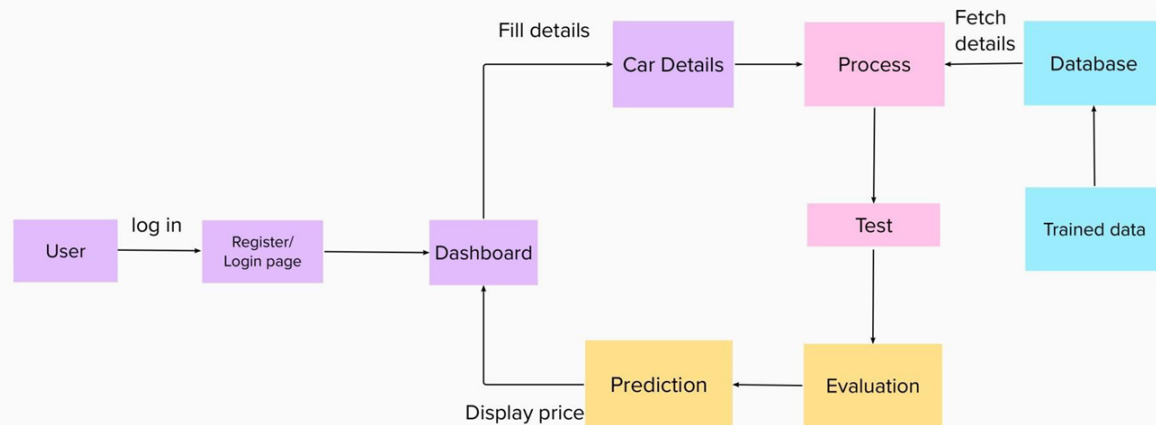 Fill details
Fetch
details
Car Details
Process
Database
log in
User
Register/
Login page
Dashboard
Test
Trained data
Prediction
Evaluation
Display price